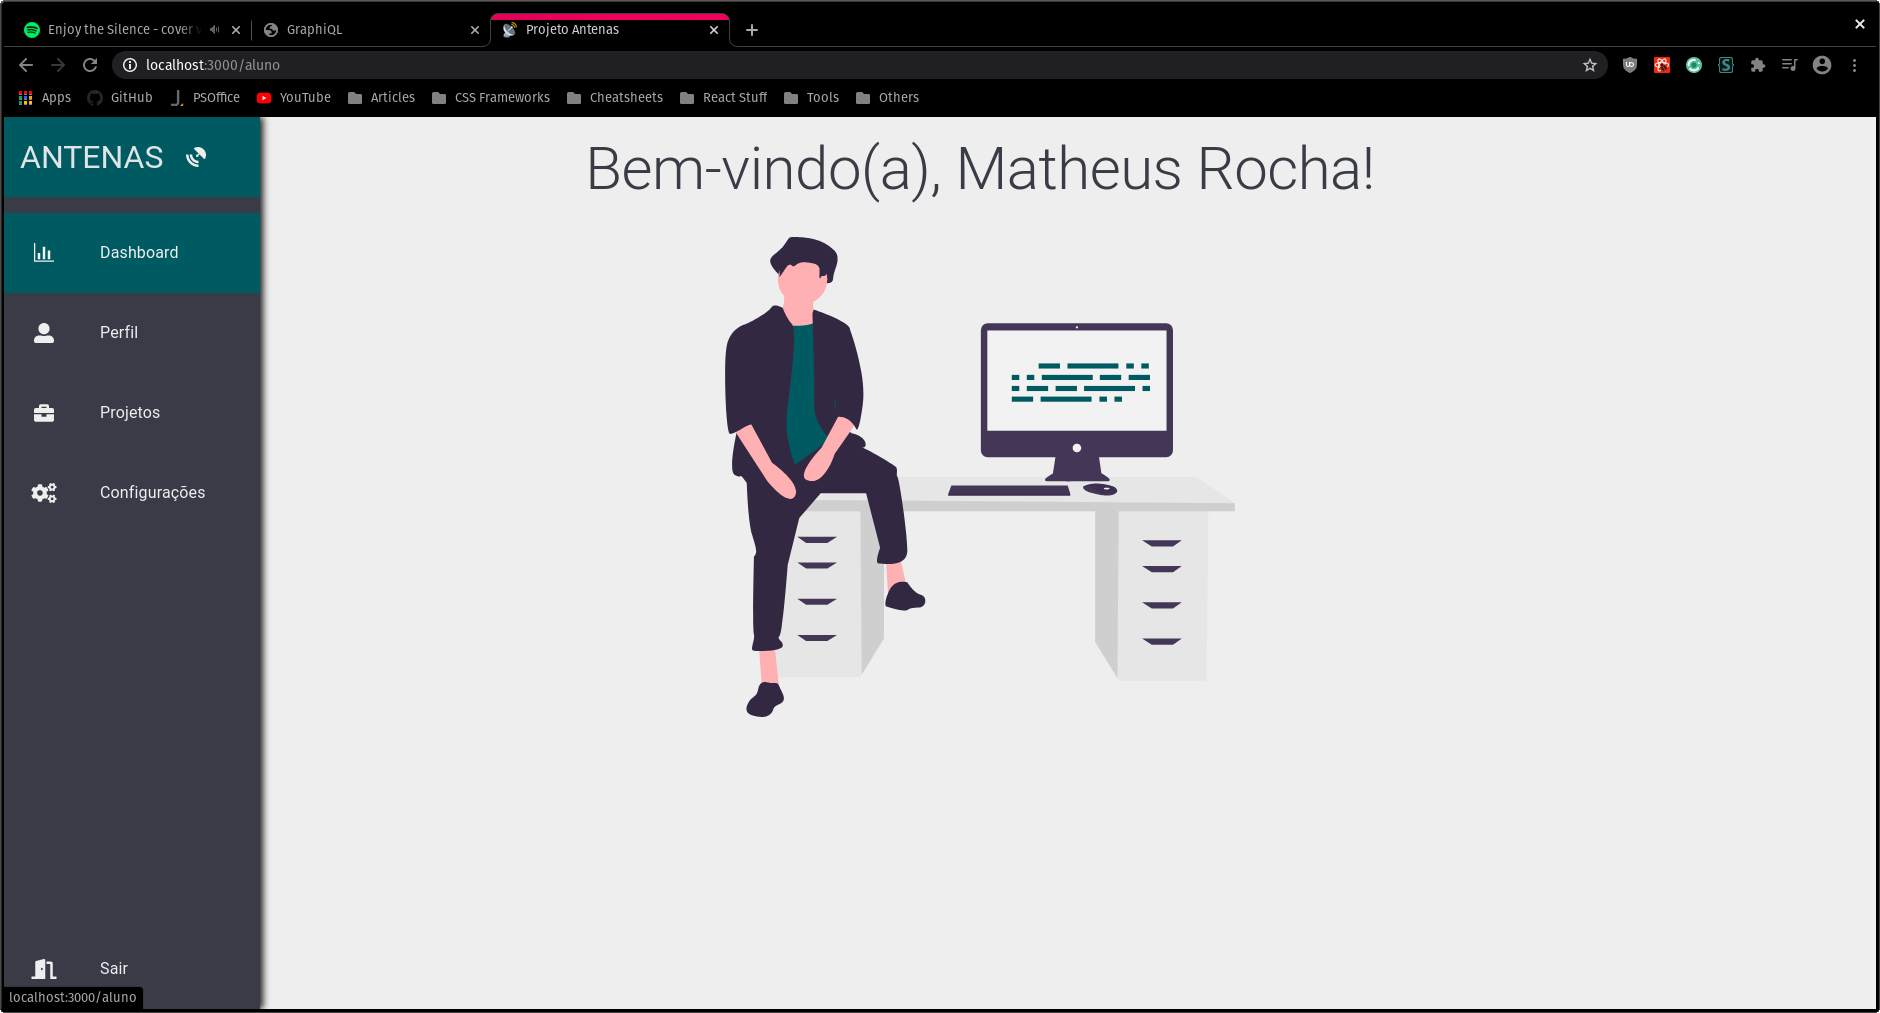 Enjoy the Silence - cover
GraphiQL
Projeto Antenas
localhost:3000/aluno
Apps
GitHub
PSOffice
YouTube
Articles
CSS Frameworks
Cheatsheets
React Stuff
Tools
Others
ANTENAS
Bem-vindo(a), Matheus Rocha!
Dashboard
Perfil
Projetos
Configurações
Sair
localhost:3000/aluno